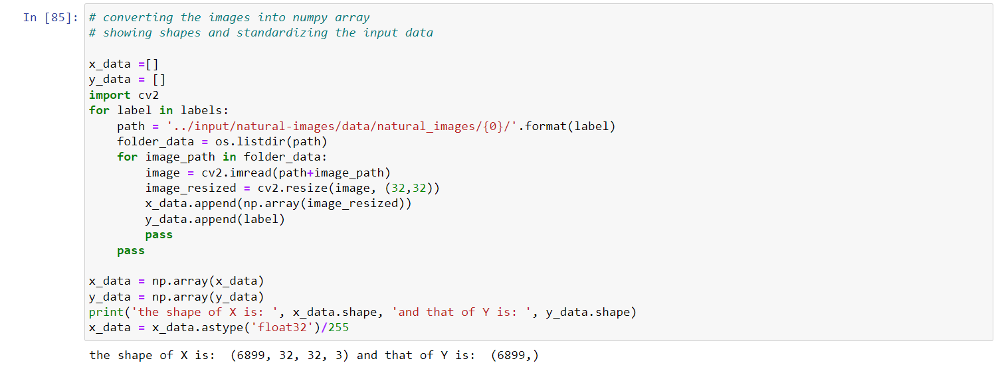 In [85]: # converting the images into numpy array
# showing shapes and standardizing the input data

x_data =[]
y_data = []
import cv2
for label in labels:
    path = '../input/natural-images/data/natural_images/{0}/'.format(label)
    folder_data = os.listdir(path)
    for image_path in folder_data:
        image = cv2.imread(path+image_path)
        image_resized = cv2.resize(image, (32,32))
        x_data.append(np.array(image_resized))
        y_data.append(label)
        pass
    pass

x_data = np.array(x_data)
y_data = np.array(y_data)
print('the shape of X is: ', x_data.shape, 'and that of Y is: ', y_data.shape)
x_data = x_data.astype('float32')/255
the shape of X is:  (6899, 32, 32, 3) and that of Y is:  (6899,)